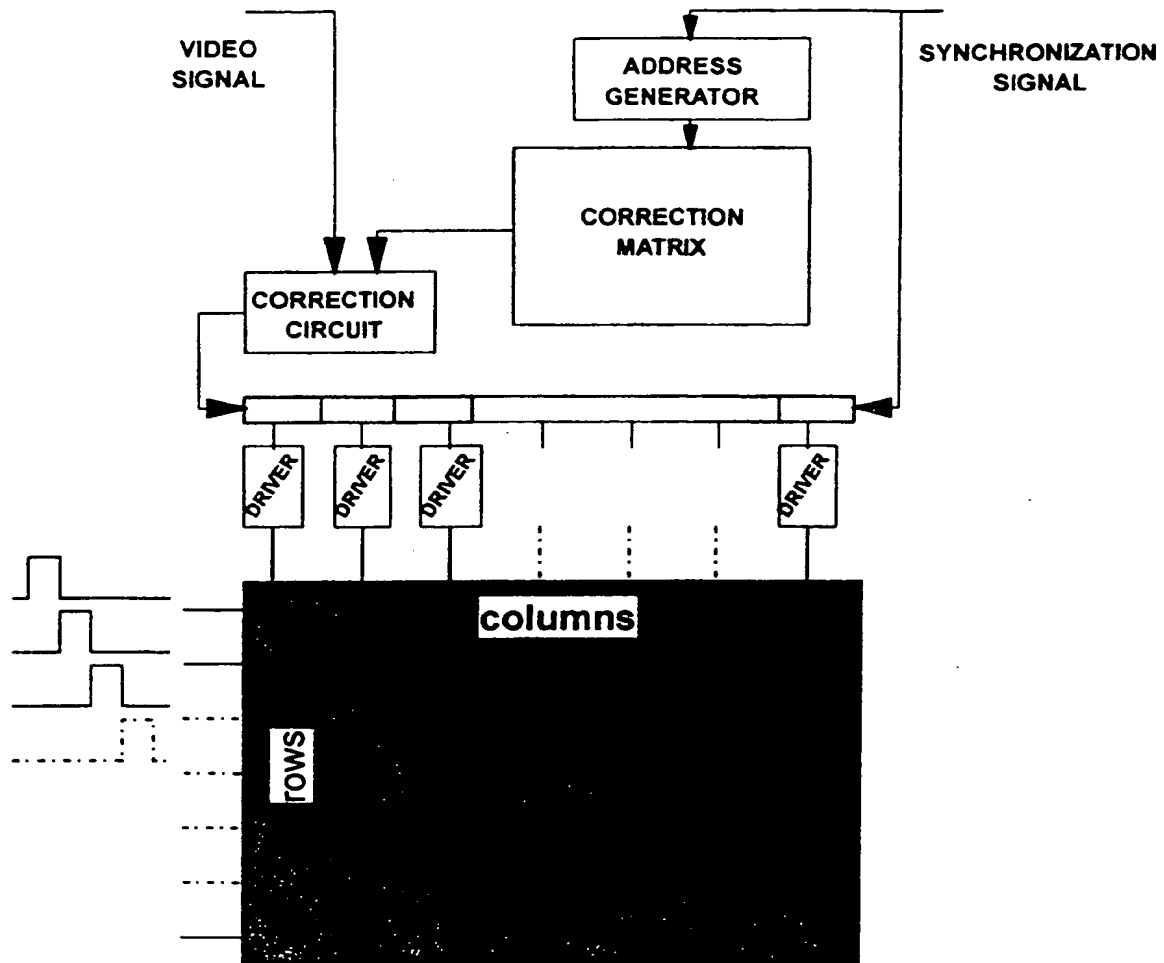 VIDEO
SIGNAL
ADDRESS
GENERATOR
SYNCHRONIZATION
SIGNAL
CORRECTION
MATRIX
CORRECTION
CIRCUIT
DRIVER
DRIVER
DRIVER
DRIVER
columns
rows